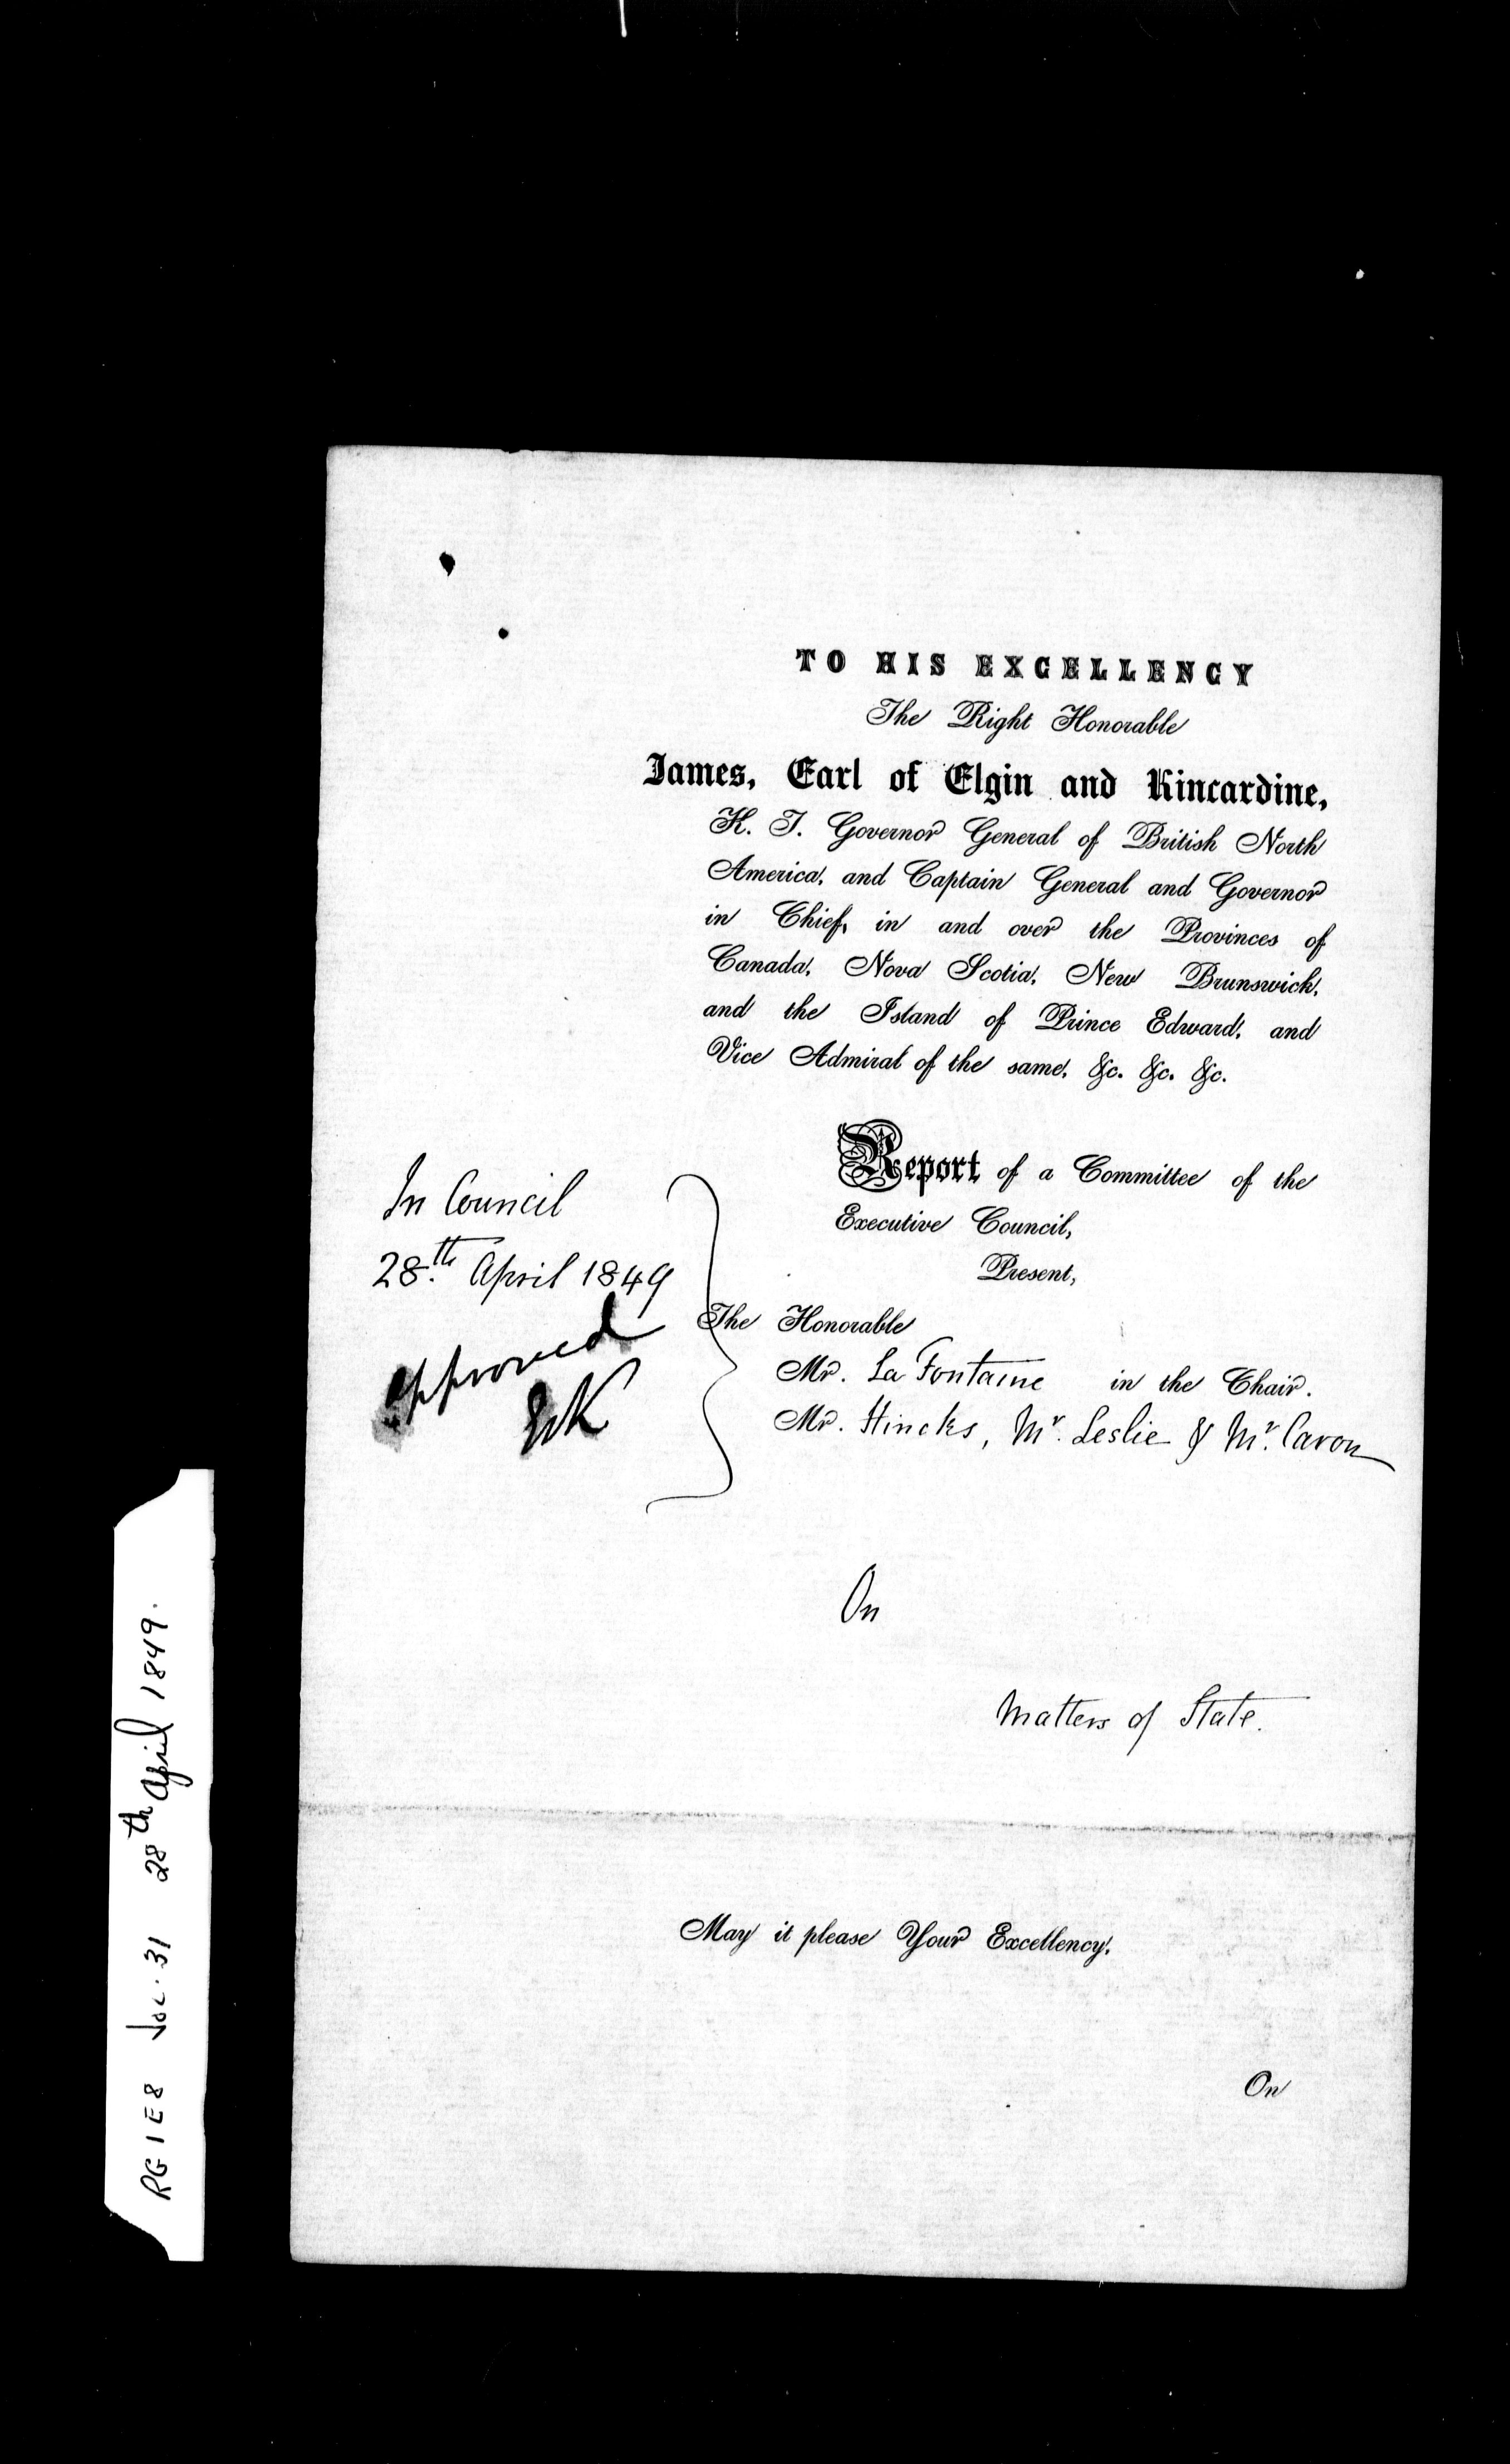 TO HIS EXCELLENCY
The Right Honorable
James, Earl of Elgin and Kincardine,
K. T. Governor General of British North
America, and Captain General and Governor
in Chief, in and over the Provinces of
Canada, Nova Scotia, New Brunswick,
and the Island of Prince Edward, and
Vice Admiral of the same, &c. &c. &c.
Report of a Committee of the
Executive Council,
Present,
In Council
28th. April 1849
approved
E&K
The Honorable
Mr. La Fontaine in the Chair.
Mr. Hincks, Mr. Leslie & Mr. Caron
On
Matters of State.
May it please Your Excellency,
On
RG 1 E 8 Vol. 31 28th April 1849.